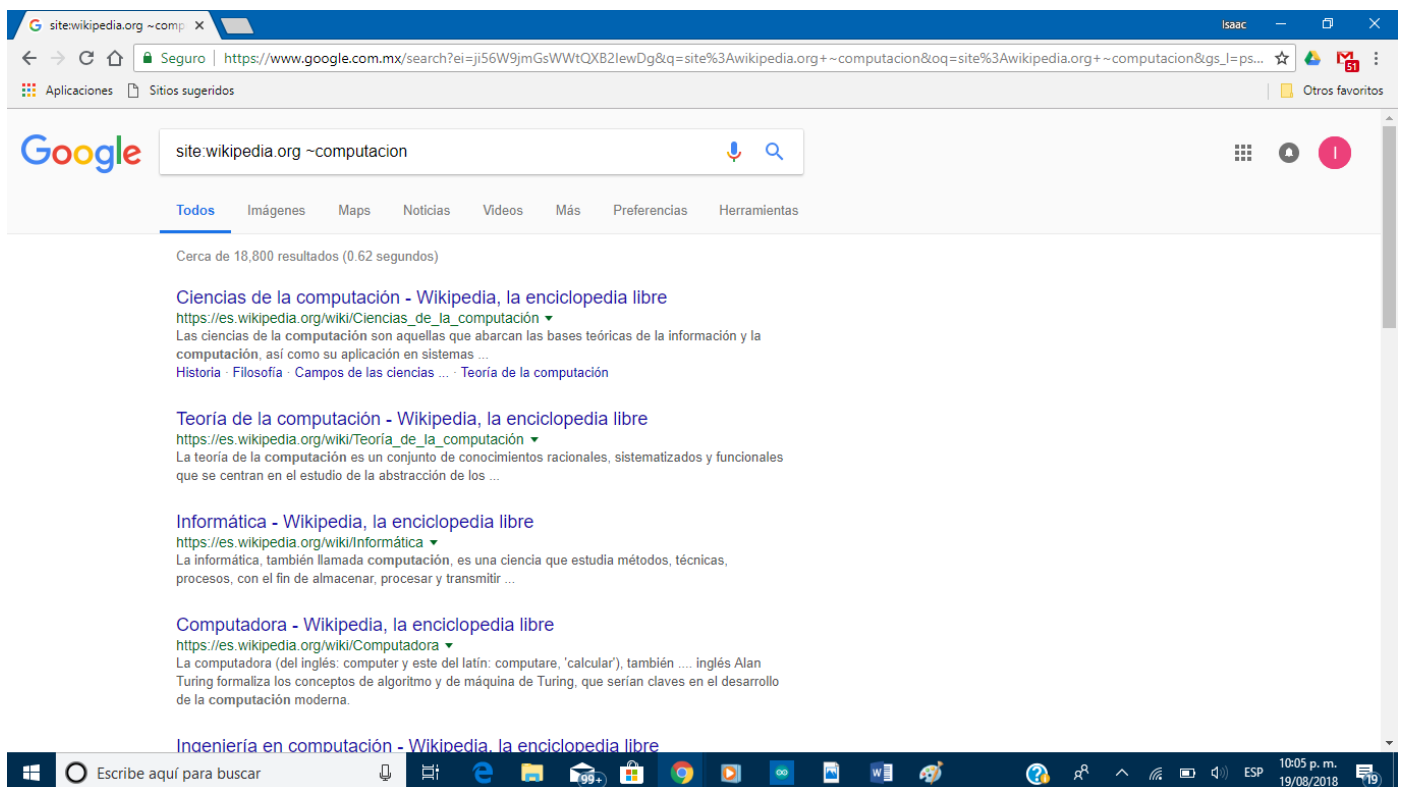 site:wikipedia.org ~comp
Isaac
Seguro https://www.google.com.mx/search?ei=ji56W9jmGsWWtQXB2IewDg&q=site%3Awikipedia.org+~computacion&oq=site%3Awikipedia.org+~computacion&gs_l=ps...
51
Aplicaciones Sitios sugeridos Otros favoritos
Google site:wikipedia.org ~computacion
I
Todos Imágenes Maps Noticias Videos Más Preferencias Herramientas
Cerca de 18,800 resultados (0.62 segundos)
Ciencias de la computación - Wikipedia, la enciclopedia libre
https://es.wikipedia.org/wiki/Ciencias_de_la_computación
Las ciencias de la computación son aquellas que abarcan las bases teóricas de la información y la
computación, así como su aplicación en sistemas ...
Historia · Filosofía · Campos de las ciencias ... · Teoría de la computación
Teoría de la computación - Wikipedia, la enciclopedia libre
https://es.wikipedia.org/wiki/Teoría_de_la_computación
La teoría de la computación es un conjunto de conocimientos racionales, sistematizados y funcionales
que se centran en el estudio de la abstracción de los ...
Informática - Wikipedia, la enciclopedia libre
https://es.wikipedia.org/wiki/Informática
La informática, también llamada computación, es una ciencia que estudia métodos, técnicas,
procesos, con el fin de almacenar, procesar y transmitir ...
Computadora - Wikipedia, la enciclopedia libre
https://es.wikipedia.org/wiki/Computadora
La computadora (del inglés: computer y este del latín: computare, 'calcular'), también .... inglés Alan
Turing formaliza los conceptos de algoritmo y de máquina de Turing, que serían claves en el desarrollo
de la computación moderna.
Ingeniería en computación - Wikipedia, la enciclopedia libre
Escribe aquí para buscar
99+
ESP
10:05 p. m.
19/08/2018
19